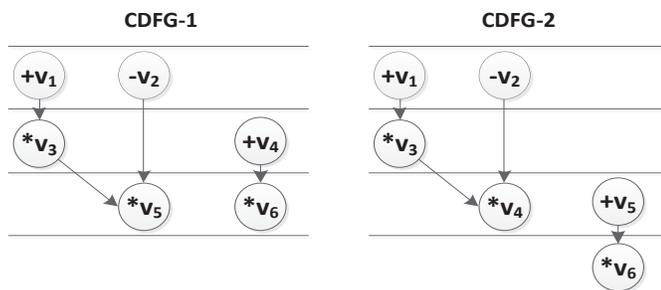 CDFG-1 CDFG-2
+v₁ -v₂ +v₁ -v₂
*v₃ +v₄ *v₃
*v₅ *v₆ *v₄ +v₅
*v₆